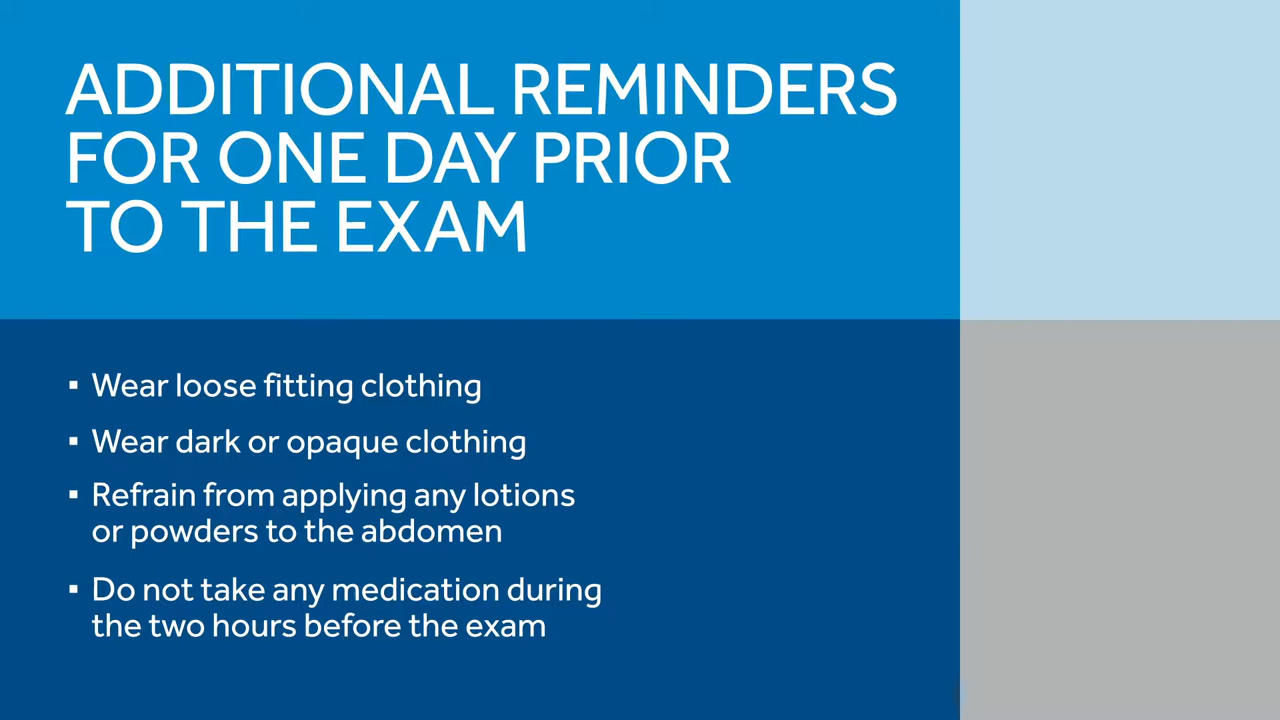 ADDITIONAL REMINDERS
FOR ONE DAY PRIOR
TO THE EXAM
▪ Wear loose fitting clothing
▪ Wear dark or opaque clothing
▪ Refrain from applying any lotions
or powders to the abdomen
▪ Do not take any medication during
the two hours before the exam